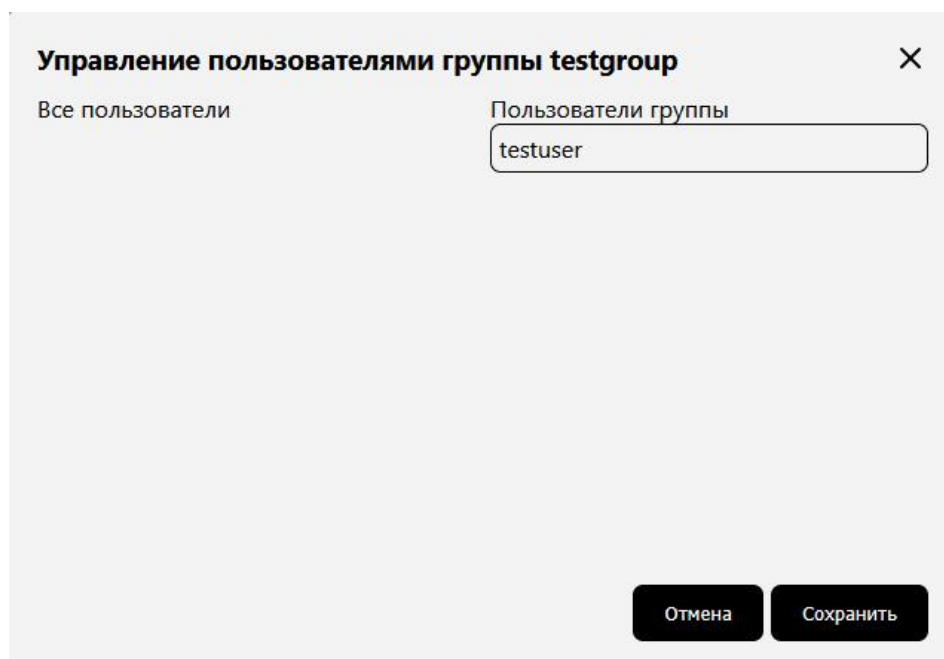 Управление пользователями группы testgroup
Все пользователи
Пользователи группы
testuser
Отмена
Сохранить